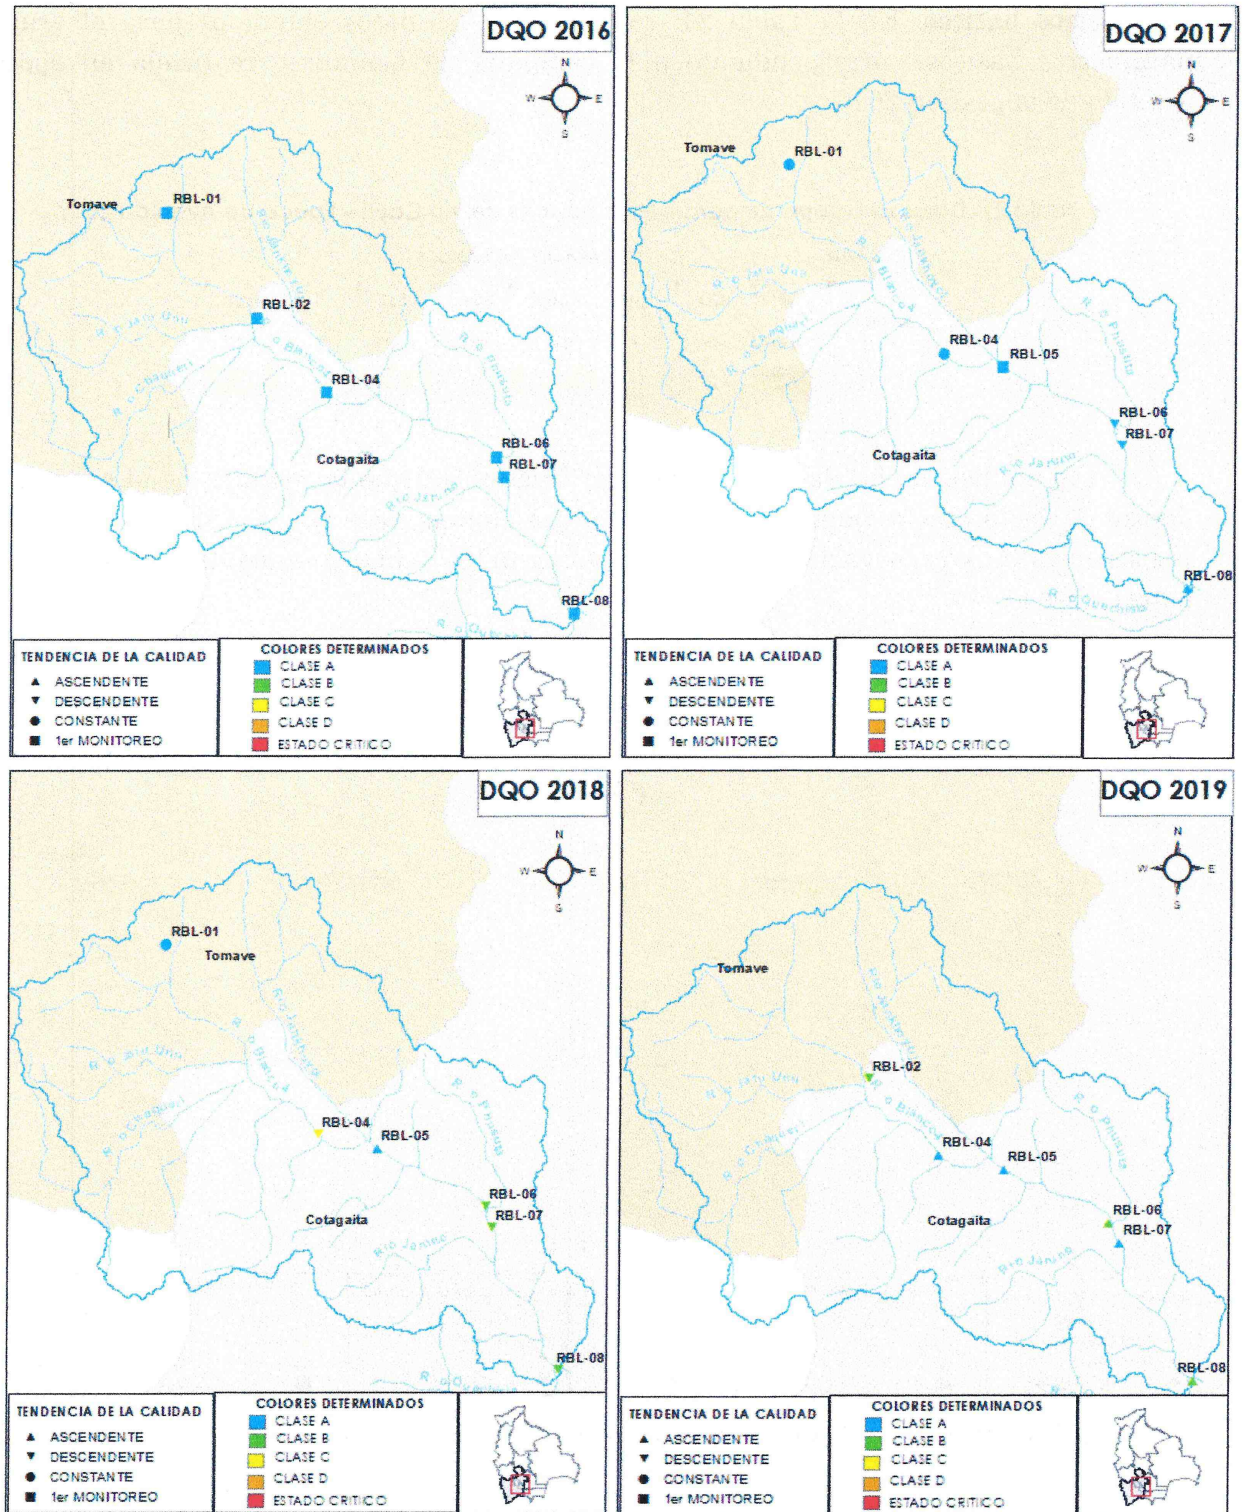 DQO 2016
N
W
E
S
RBL-01
Tomave
RBL-02
RBL-04
RBL-06
RBL-07
Cotagaita
RBL-08
TENDENCIA DE LA CALIDAD
ASCENDENTE
DESCENDENTE
CONSTANTE
1er MONITOREO
COLORES DETERMINADOS
CLASE A
CLASE B
CLASE C
CLASE D
ESTADO CRITICO
DQO 2017
N
W
E
S
Tomave
RBL-01
RBL-04
RBL-05
RBL-06
RBL-07
Cotagaita
RBL-08
TENDENCIA DE LA CALIDAD
ASCENDENTE
DESCENDENTE
CONSTANTE
1er MONITOREO
COLORES DETERMINADOS
CLASE A
CLASE B
CLASE C
CLASE D
ESTADO CRITICO
DQO 2018
N
W
E
S
RBL-01
Tomave
RBL-04
RBL-05
RBL-06
RBL-07
Cotagaita
RBL-08
TENDENCIA DE LA CALIDAD
ASCENDENTE
DESCENDENTE
CONSTANTE
1er MONITOREO
COLORES DETERMINADOS
CLASE A
CLASE B
CLASE C
CLASE D
ESTADO CRITICO
DQO 2019
N
W
E
S
Tomave
RBL-02
RBL-04
RBL-05
RBL-06
RBL-07
Cotagaita
RBL-08
TENDENCIA DE LA CALIDAD
ASCENDENTE
DESCENDENTE
CONSTANTE
1er MONITOREO
COLORES DETERMINADOS
CLASE A
CLASE B
CLASE C
CLASE D
ESTADO CRITICO